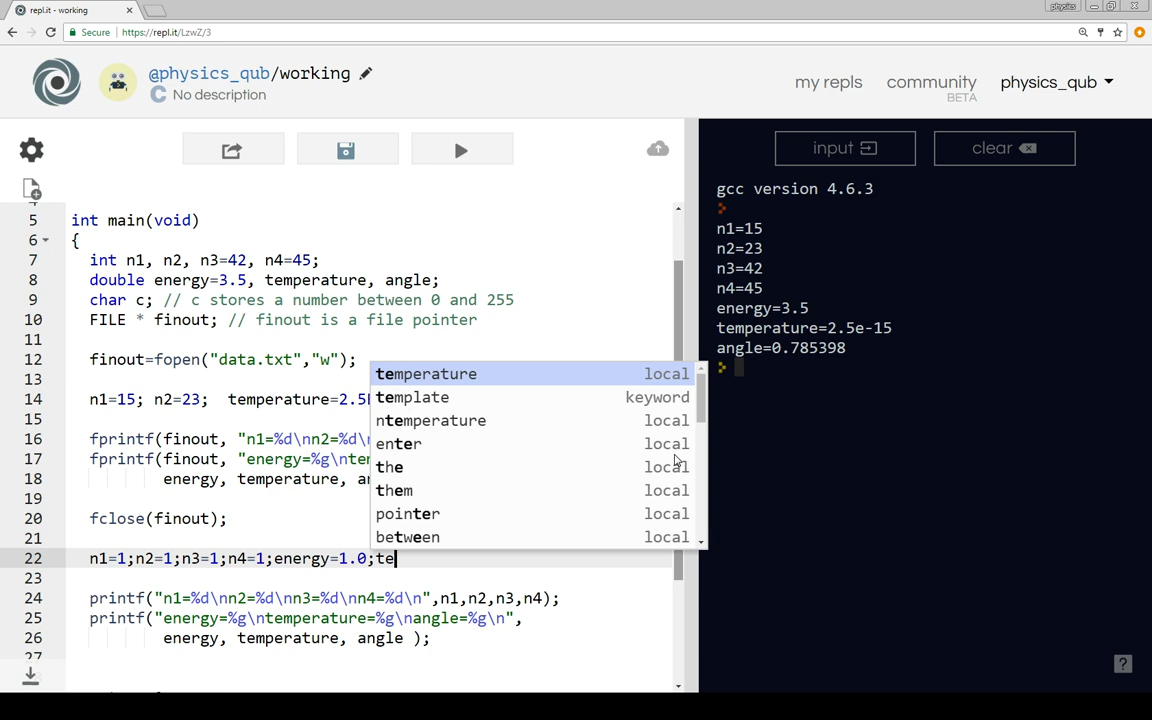 repl.it - working
physics
Secure https://repl.it/LzwZ/3
@physics_qub/working
C No description
my repls community BETA physics_qub
input clear
gcc version 4.6.3
n1=15
n2=23
n3=42
n4=45
energy=3.5
temperature=2.5e-15
angle=0.785398
5 int main(void)
6 {
7 int n1, n2, n3=42, n4=45;
8 double energy=3.5, temperature, angle;
9 char c; // c stores a number between 0 and 255
10 FILE * finout; // finout is a file pointer
11
12 finout=fopen("data.txt","w");
13
14 n1=15; n2=23; temperature=2.5
15
16 fprintf(finout, "n1=%d\nn2=%d\
17 fprintf(finout, "energy=%g\nte
18 energy, temperature, a
19
20 fclose(finout);
21
22 n1=1;n2=1;n3=1;n4=1;energy=1.0;te
23
24 printf("n1=%d\nn2=%d\nn3=%d\nn4=%d\n",n1,n2,n3,n4);
25 printf("energy=%g\ntemperature=%g\nangle=%g\n",
26 energy, temperature, angle );
27
temperature local
template keyword
ntemperature local
enter local
the local
them local
pointer local
between local
?